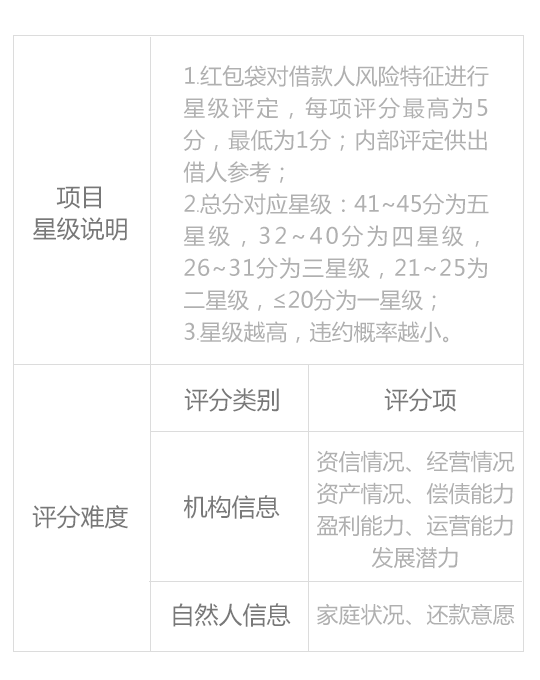 项目
星级说明
1.红包袋对借款人风险特征进行
星级评定，每项评分最高为5
分，最低为1分；内部评定供出
借人参考；
2.总分对应星级：41~45分为五
星级，32~40分为四星级，
26~31分为三星级，21~25为
二星级，≤20分为一星级；
3.星级越高，违约概率越小。
评分难度
评分类别
评分项
机构信息
资信情况、经营情况
资产情况、偿债能力
盈利能力、运营能力
发展潜力
自然人信息
家庭状况、还款意愿